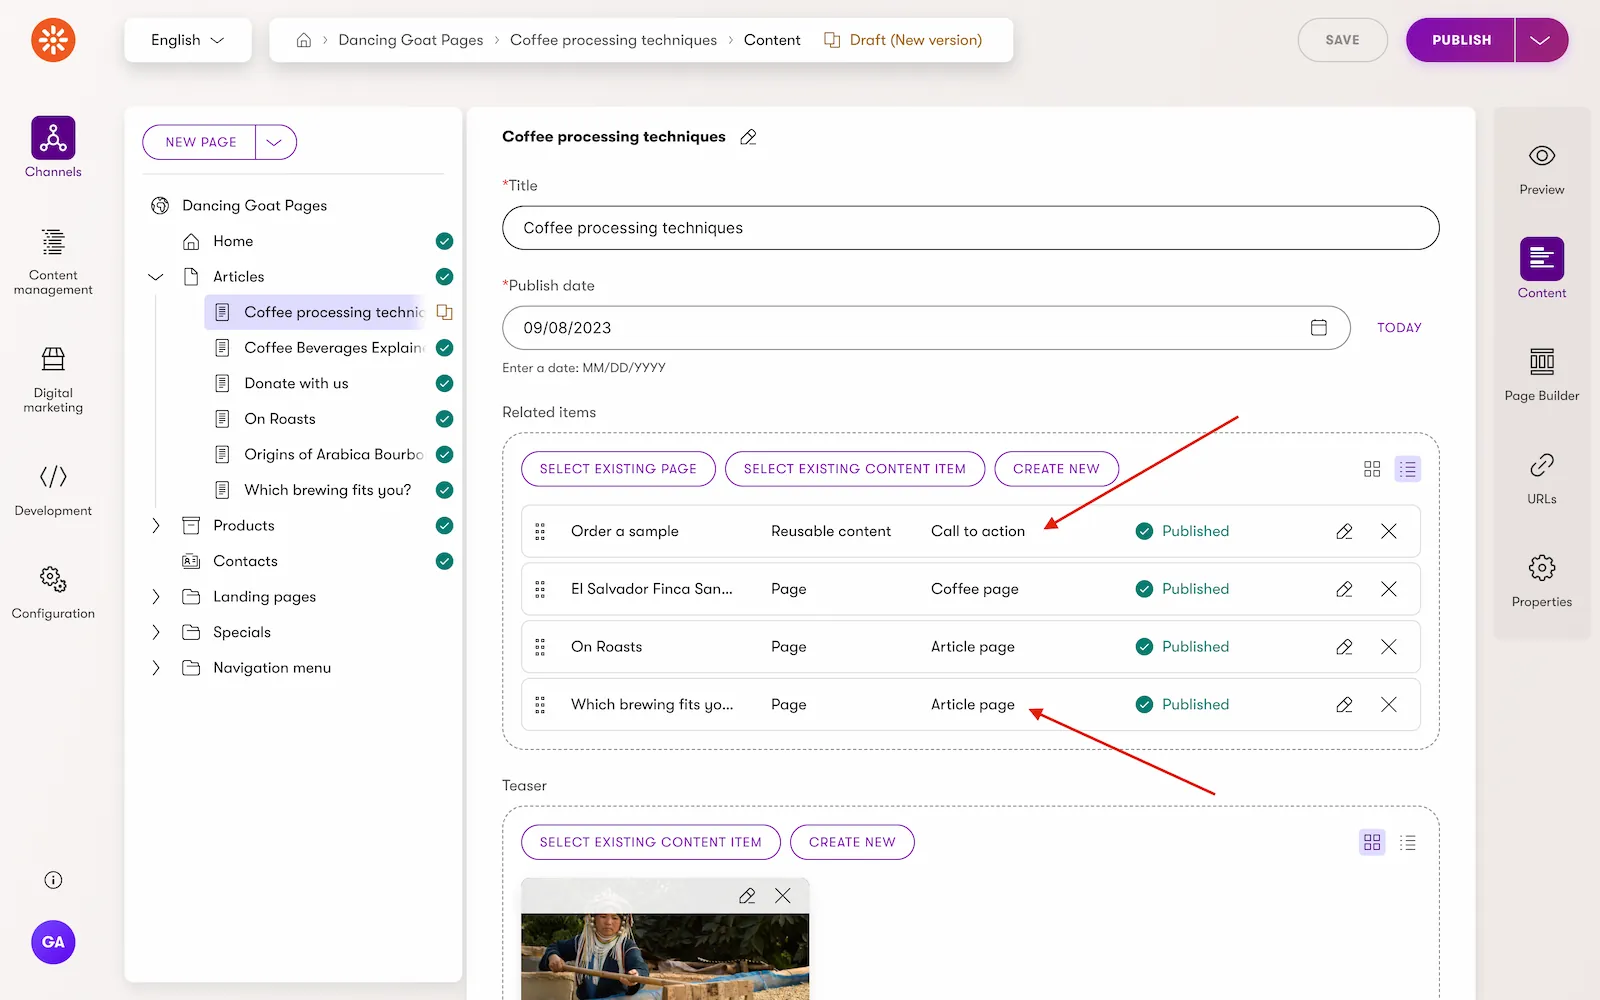 English
Dancing Goat Pages
Coffee processing techniques
Content
Draft (New version)
SAVE
PUBLISH
Channels
Content
management
Digital
marketing
Development
Configuration
GA
NEW PAGE
Dancing Goat Pages
Home
Articles
Coffee processing technic
Coffee Beverages Explaine
Donate with us
On Roasts
Origins of Arabica Bourbo
Which brewing fits you?
Products
Contacts
Landing pages
Specials
Navigation menu
Coffee processing techniques
*Title
Coffee processing techniques
*Publish date
09/08/2023
TODAY
Enter a date: MM/DD/YYYY
Related items
SELECT EXISTING PAGE
SELECT EXISTING CONTENT ITEM
CREATE NEW
Order a sample Reusable content Call to action Published
El Salvador Finca San... Page Coffee page Published
On Roasts Page Article page Published
Which brewing fits yo... Page Article page Published
Teaser
SELECT EXISTING CONTENT ITEM
CREATE NEW
Preview
Content
Page Builder
URLs
Properties